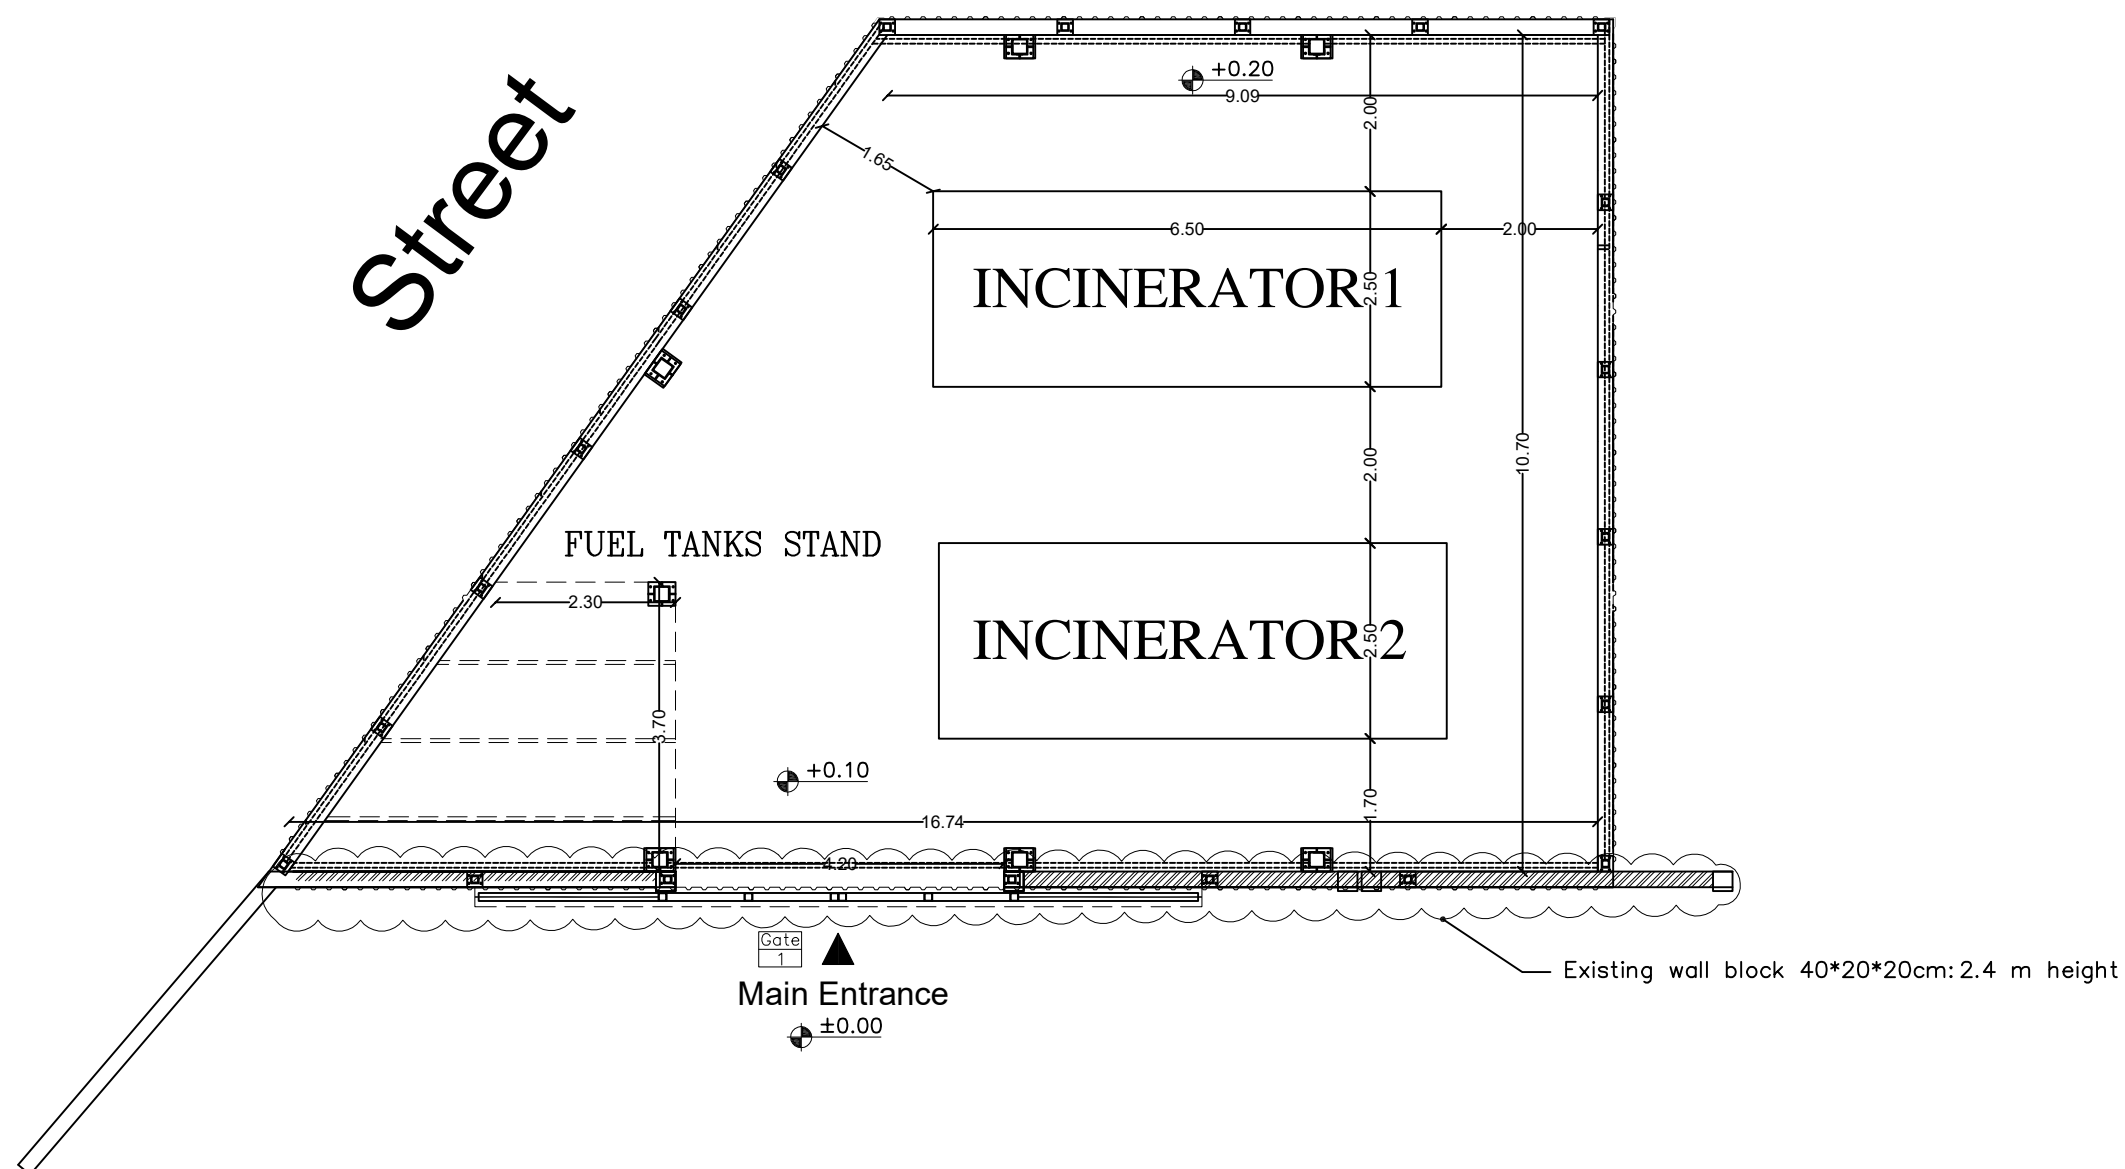 Street
+0.20
9.09
2.00
1.65
6.50
2.00
INCINERATOR 1
2.50
2.00
10.70
FUEL TANKS STAND
2.30
INCINERATOR 2
2.50
3.70
+0.10
1.70
16.74
4.20
Gate
1
Main Entrance
±0.00
Existing wall block 40*20*20cm: 2.4 m height